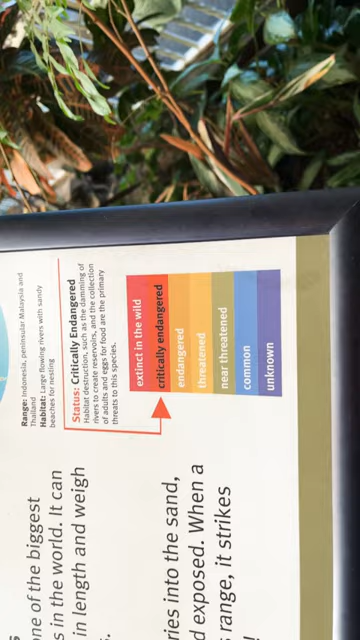 one of the biggest
s in the world. It can
in length and weigh
ries into the sand,
d exposed. When a
range, it strikes
Range: Indonesia, peninsular Malaysia and
Thailand
Habitat: Large flowing rivers with sandy
beaches for nesting
Status: Critically Endangered
Habitat destruction, such as the damming of
rivers to create reservoirs, and the collection
of adults and eggs for food are the primary
threats to this species.
extinct in the wild
critically endangered
endangered
threatened
near threatened
common
unknown